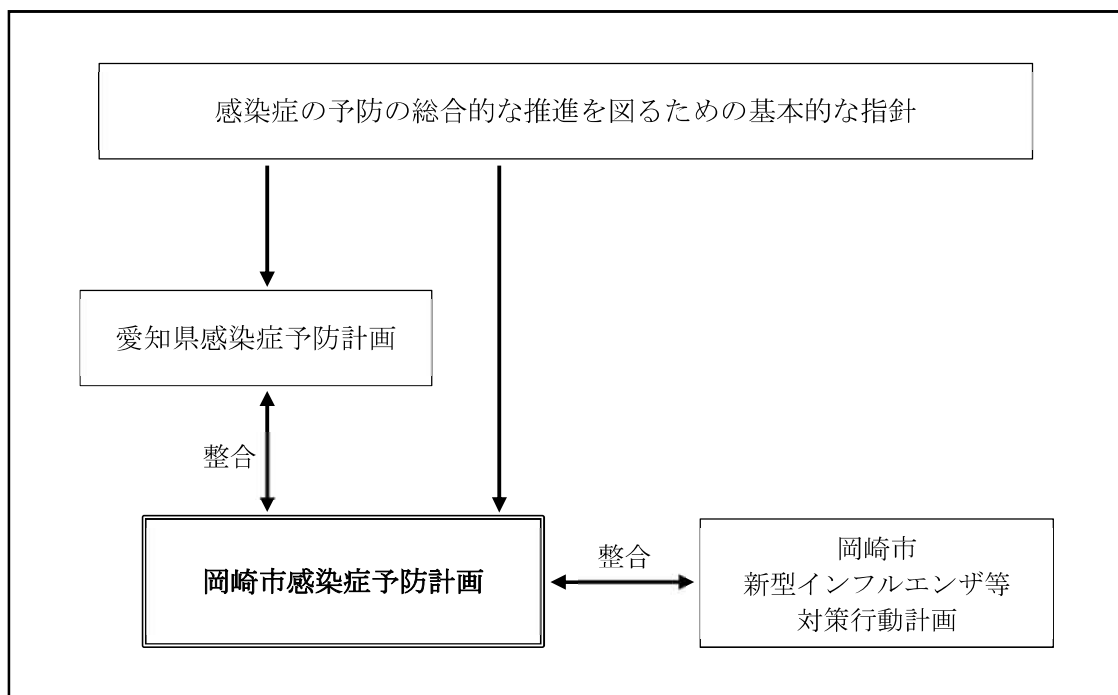 感染症の予防の総合的な推進を図るための基本的な指針
愛知県感染症予防計画
整合
岡崎市感染症予防計画
整合
岡崎市
新型インフルエンザ等
対策行動計画